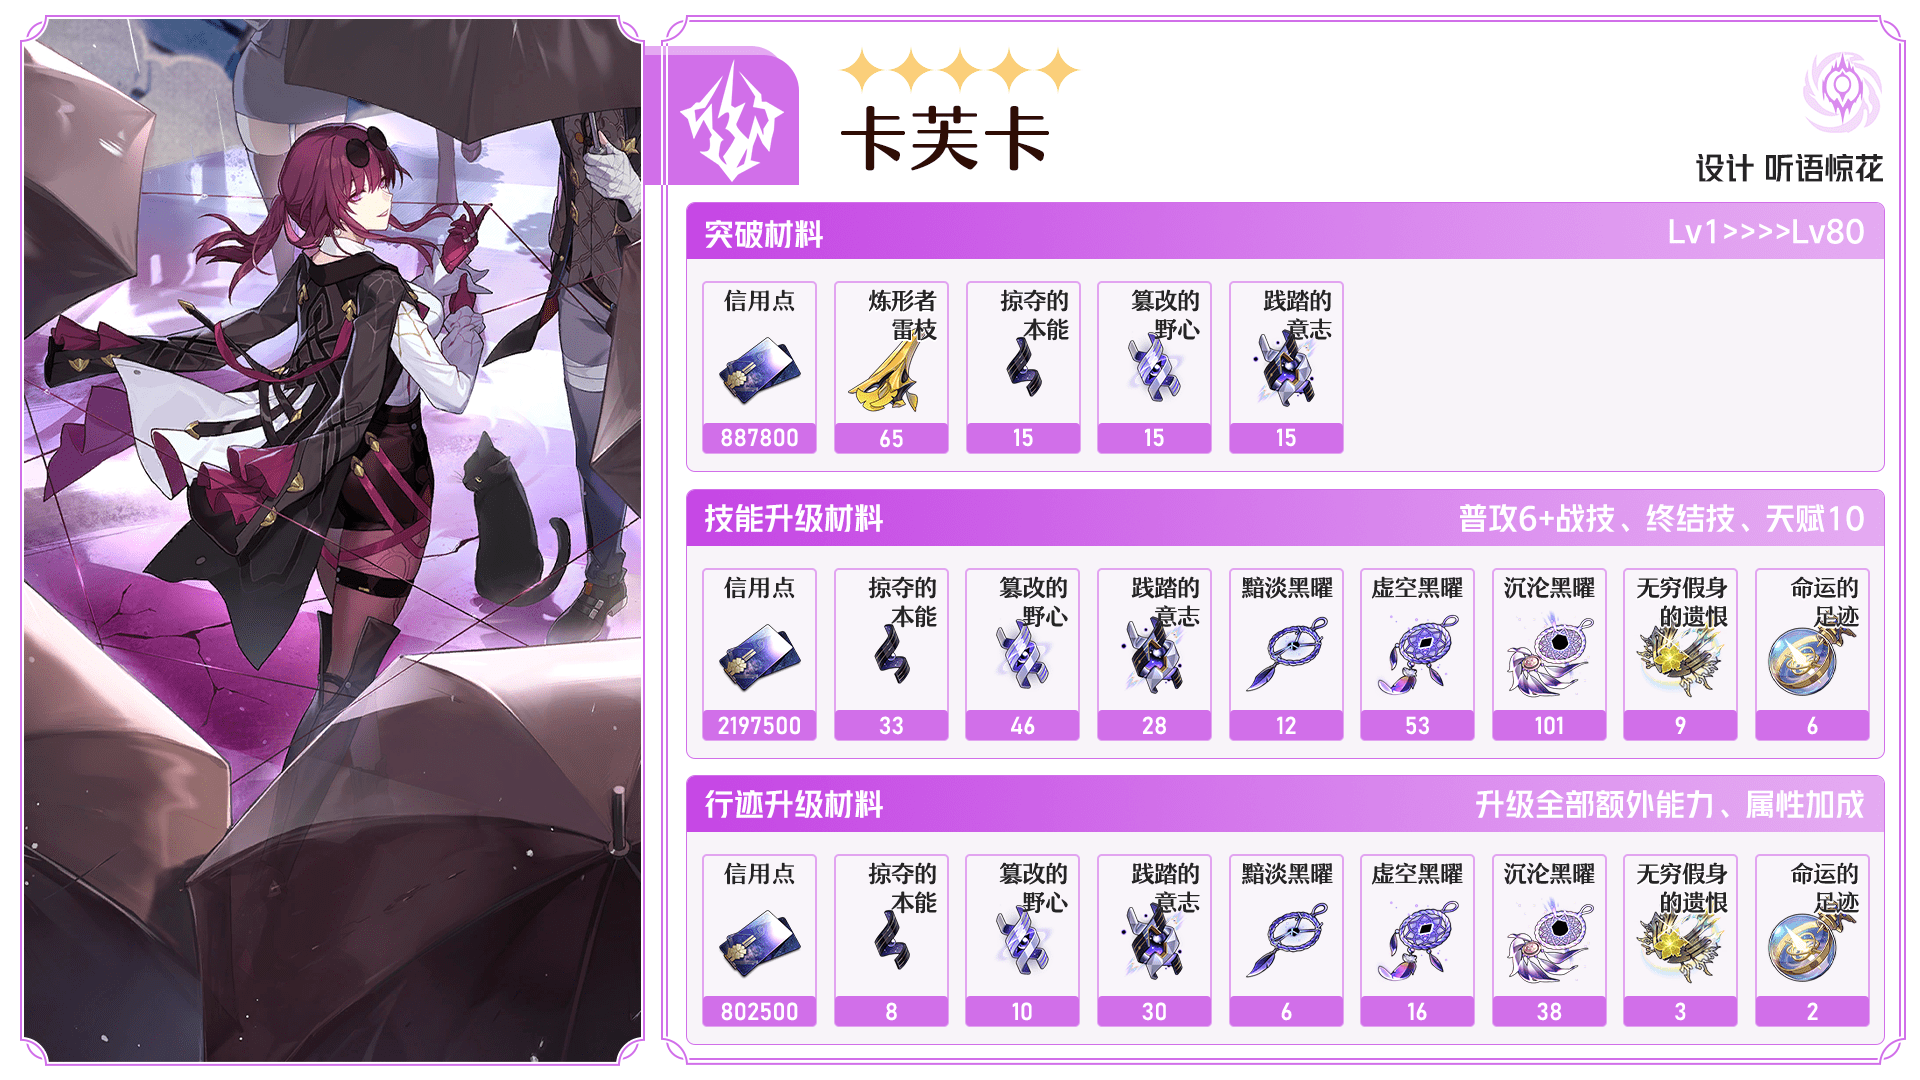 卡芙卡
设计 听语惊花
突破材料 Lv1>>>>Lv80
信用点
887800
炼形者
雷枝
65
掠夺的
本能
15
篡改的
野心
15
践踏的
意志
15
技能升级材料 普攻6+战技、终结技、天赋10
信用点
2197500
掠夺的
本能
33
篡改的
野心
46
践踏的
意志
28
黯淡黑曜
12
虚空黑曜
53
沉沦黑曜
101
无穷假身
的遗恨
9
命运的
足迹
6
行迹升级材料 升级全部额外能力、属性加成
信用点
802500
掠夺的
本能
8
篡改的
野心
10
践踏的
意志
30
黯淡黑曜
6
虚空黑曜
16
沉沦黑曜
38
无穷假身
的遗恨
3
命运的
足迹
2